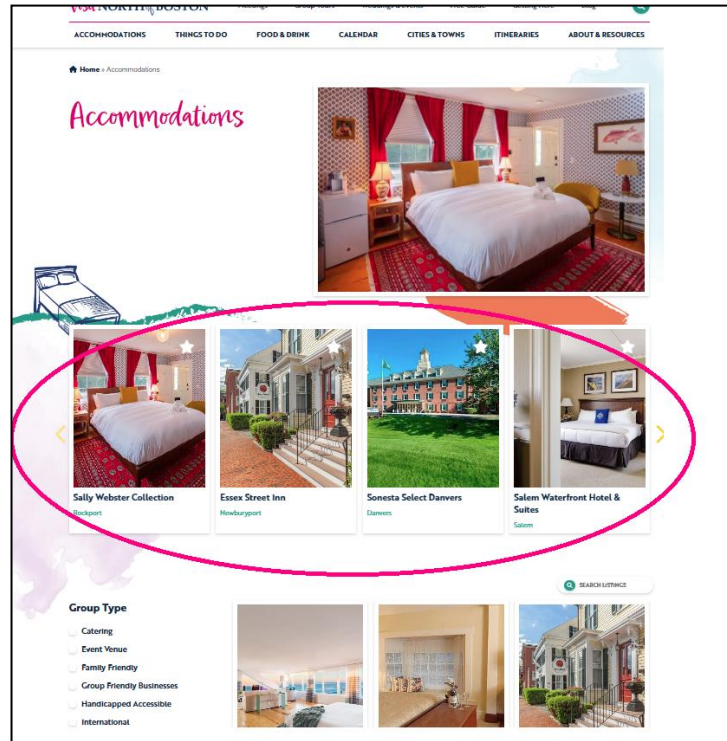 Visit NORTH of BOSTON
ACCOMMODATIONS THINGS TO DO FOOD & DRINK CALENDAR CITIES & TOWNS ITINERARIES ABOUT & RESOURCES
Home » Accommodations
Accommodations
Sally Webster Collection
Rockport
Essex Street Inn
Newburyport
Sonesta Select Danvers
Danvers
Salem Waterfront Hotel &
Suites
Salem
SEARCH LISTINGS
Group Type
Catering
Event Venue
Family Friendly
Group Friendly Businesses
Handicapped Accessible
International